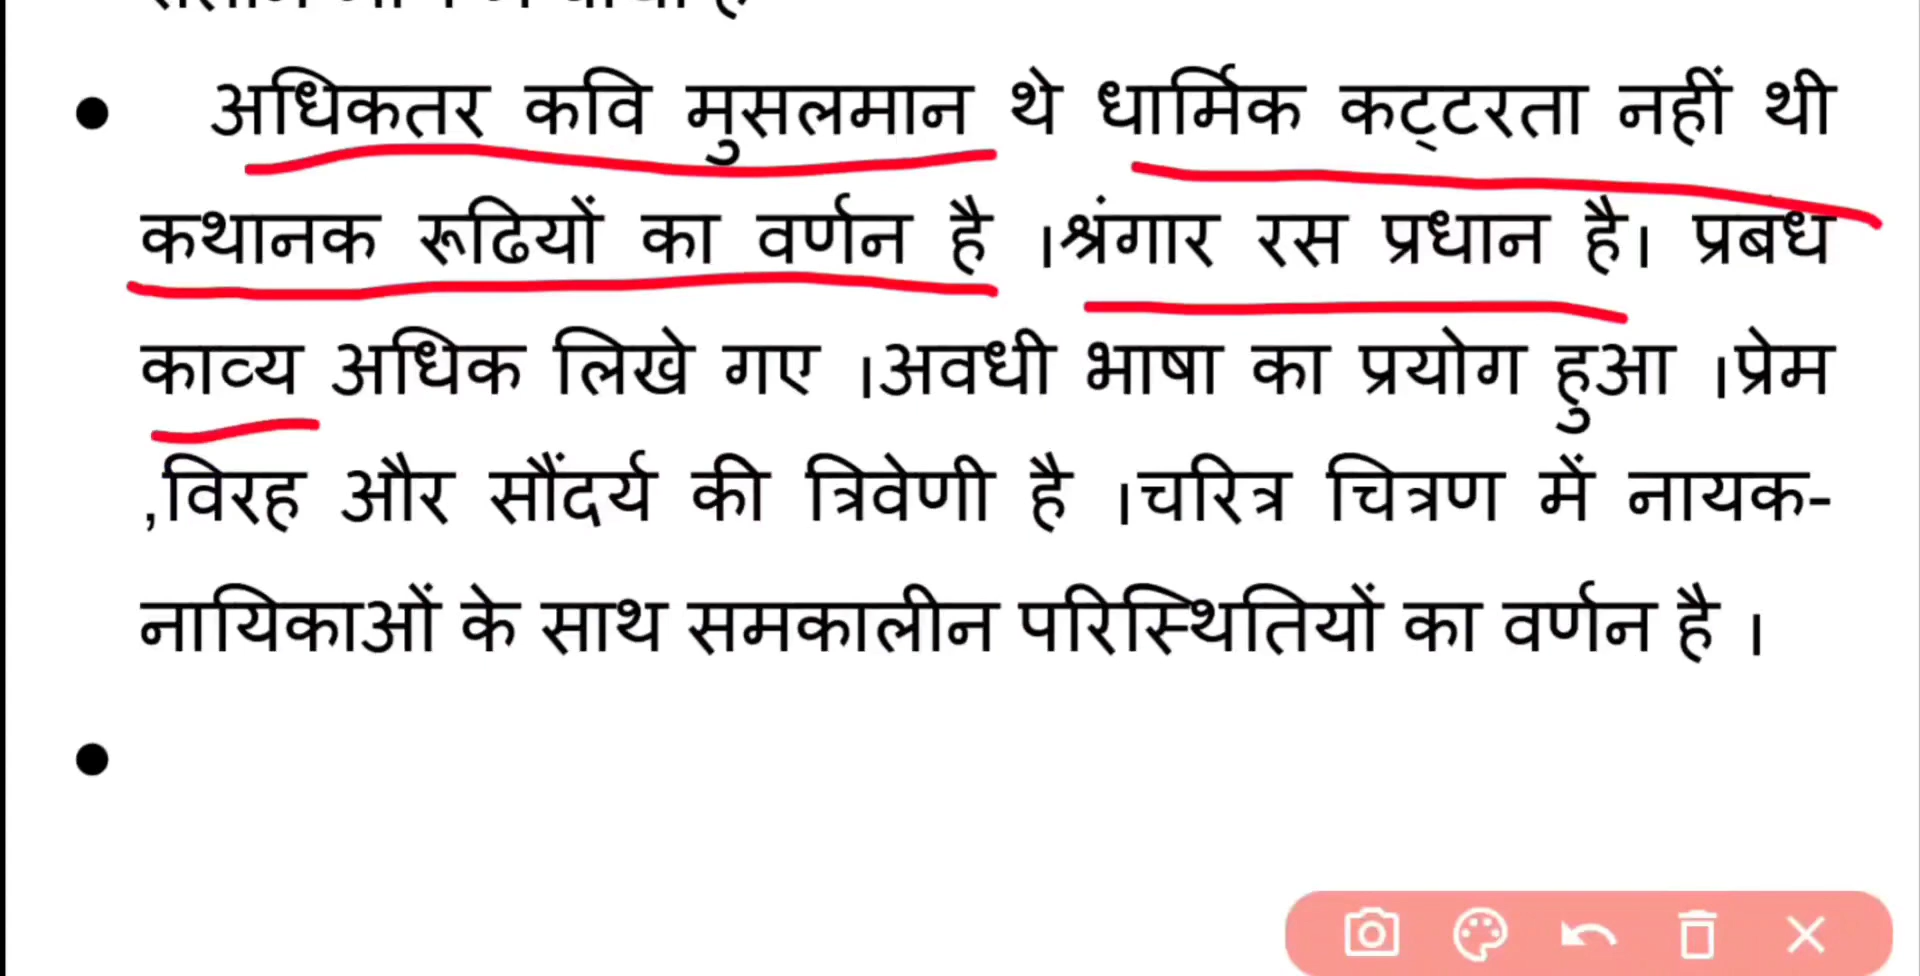 अधिकतर कवि मुसलमान थे धार्मिक कट्टरता नहीं थी
कथानक रूढियों का वर्णन है ।श्रंगार रस प्रधान है। प्रबध
काव्य अधिक लिखे गए ।अवधी भाषा का प्रयोग हुआ ।प्रेम
,विरह और सौंदर्य की त्रिवेणी है ।चरित्र चित्रण में नायक-
नायिकाओं के साथ समकालीन परिस्थितियों का वर्णन है ।